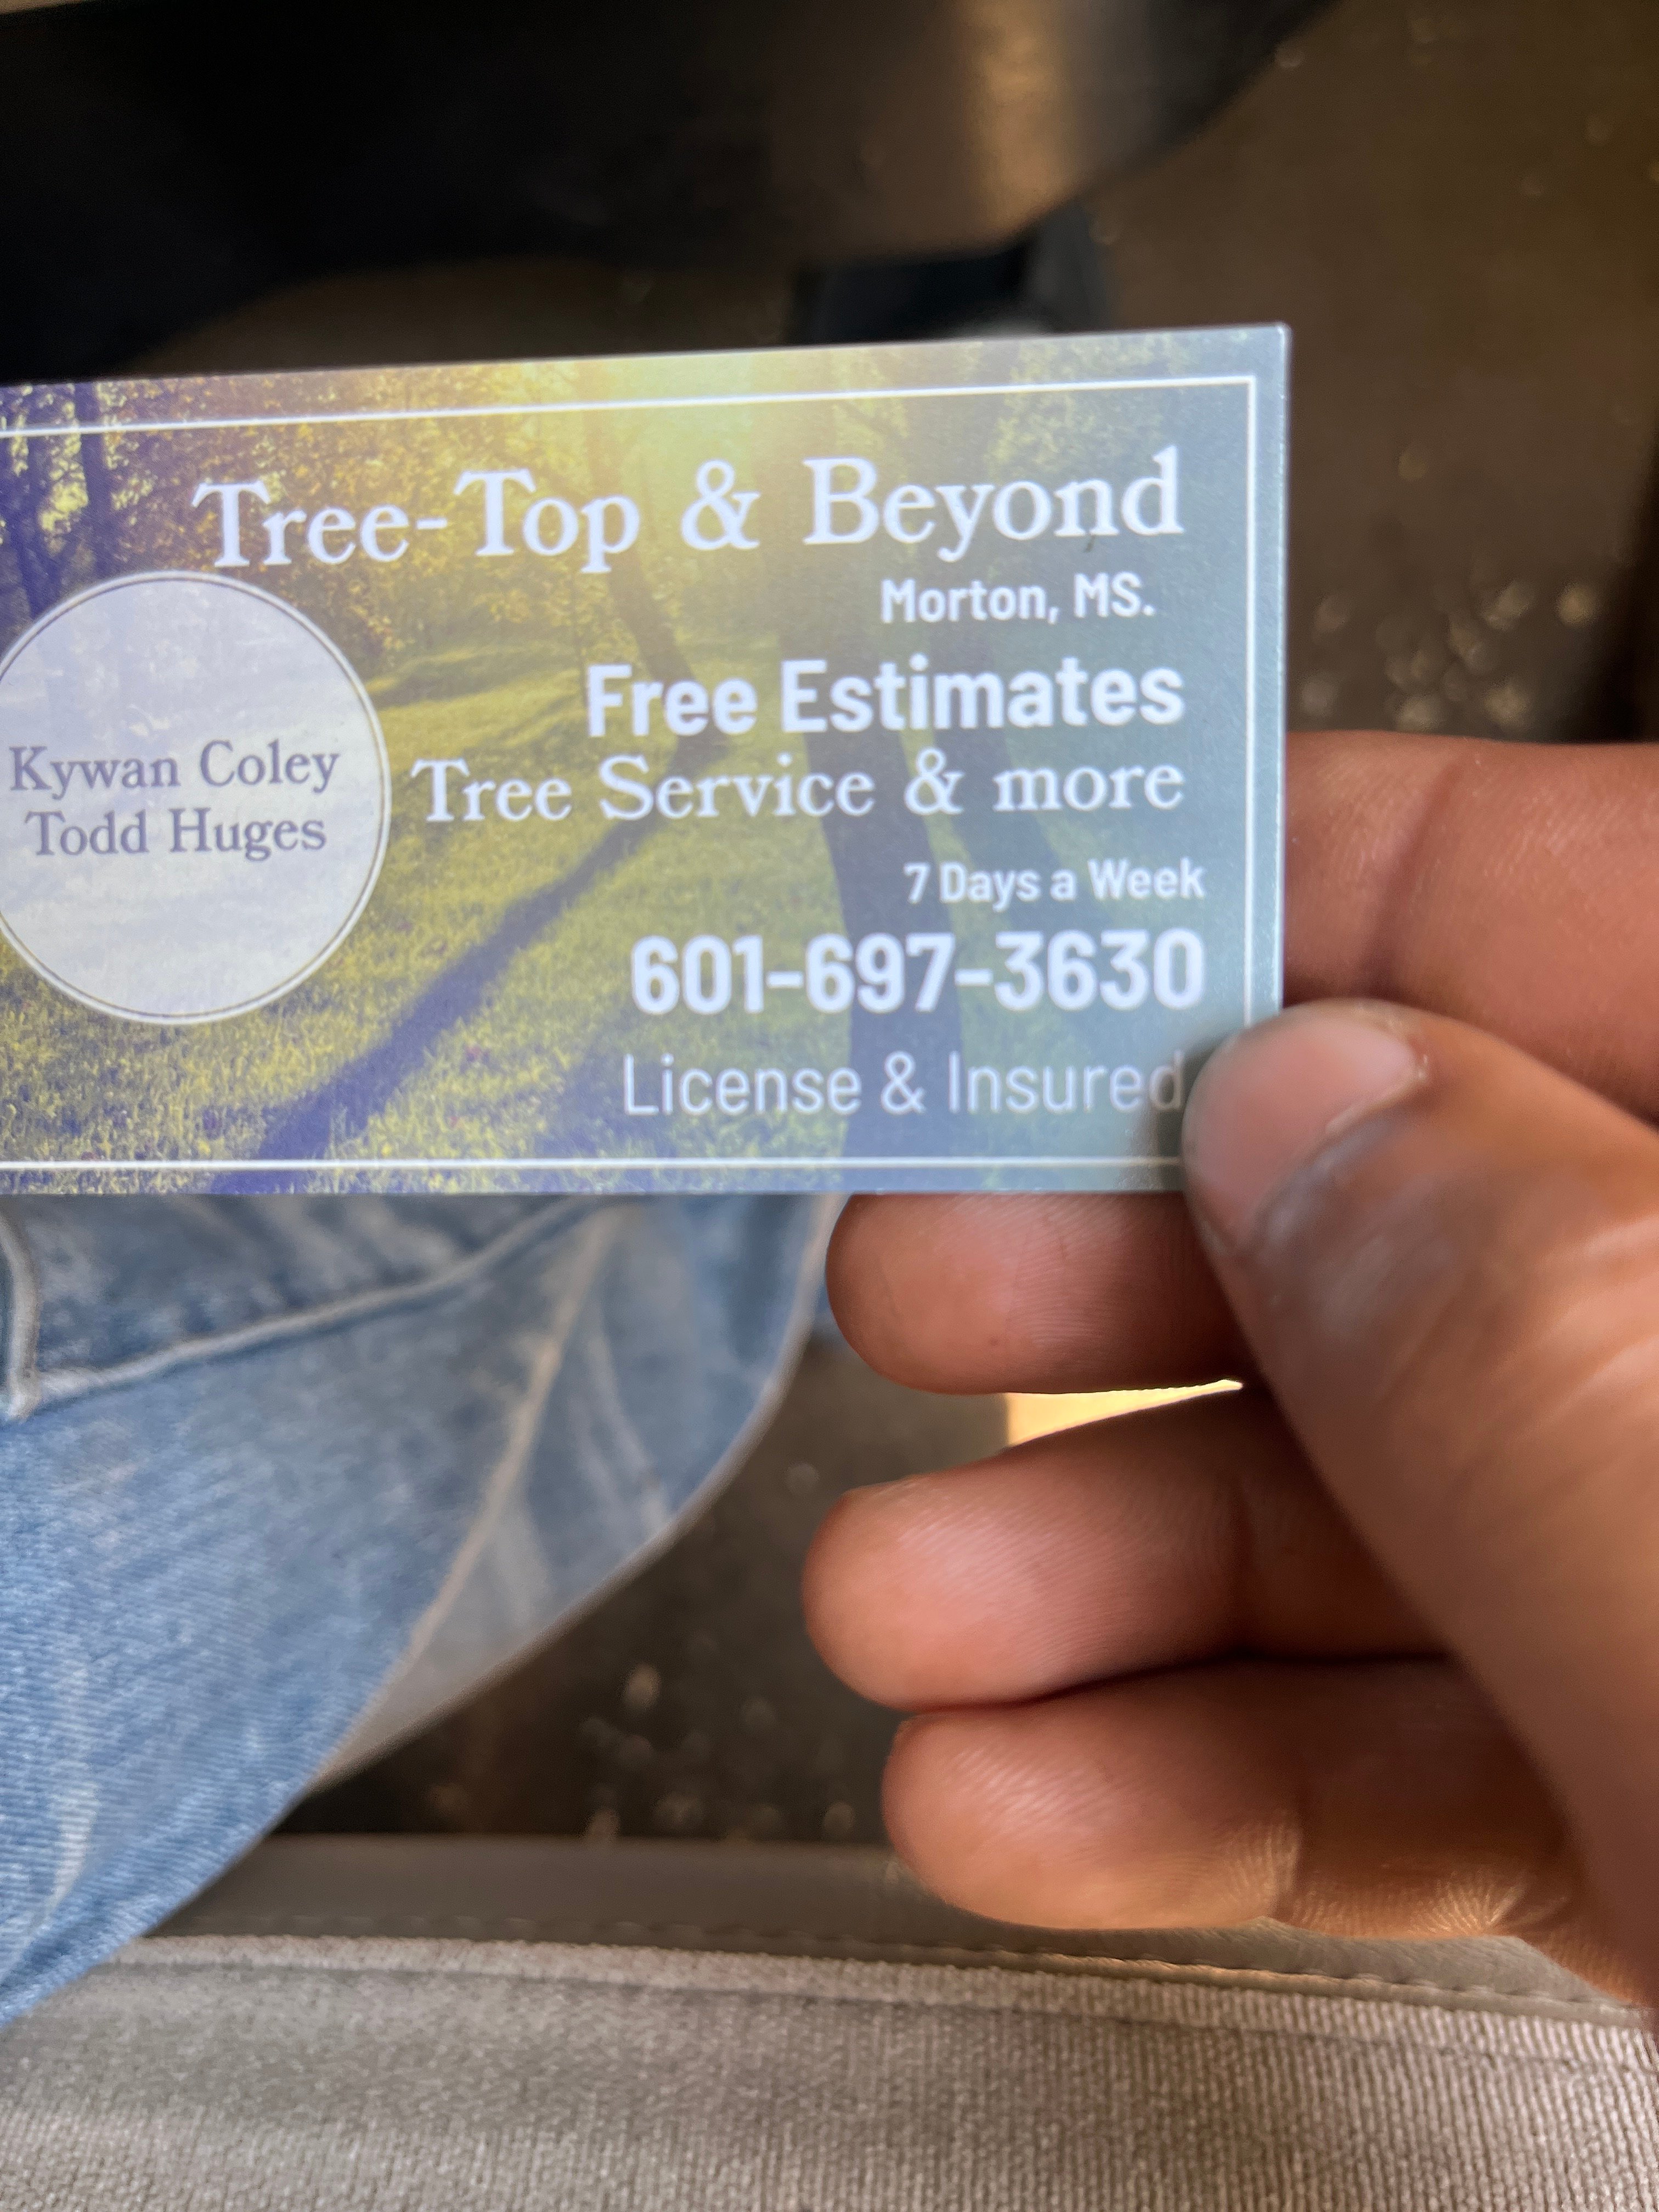 Tree-Top & Beyond
Morton, MS.
Free Estimates
Tree Service & more
Kywan Coley
Todd Huges
7 Days a Week
601-697-3630
License & Insured